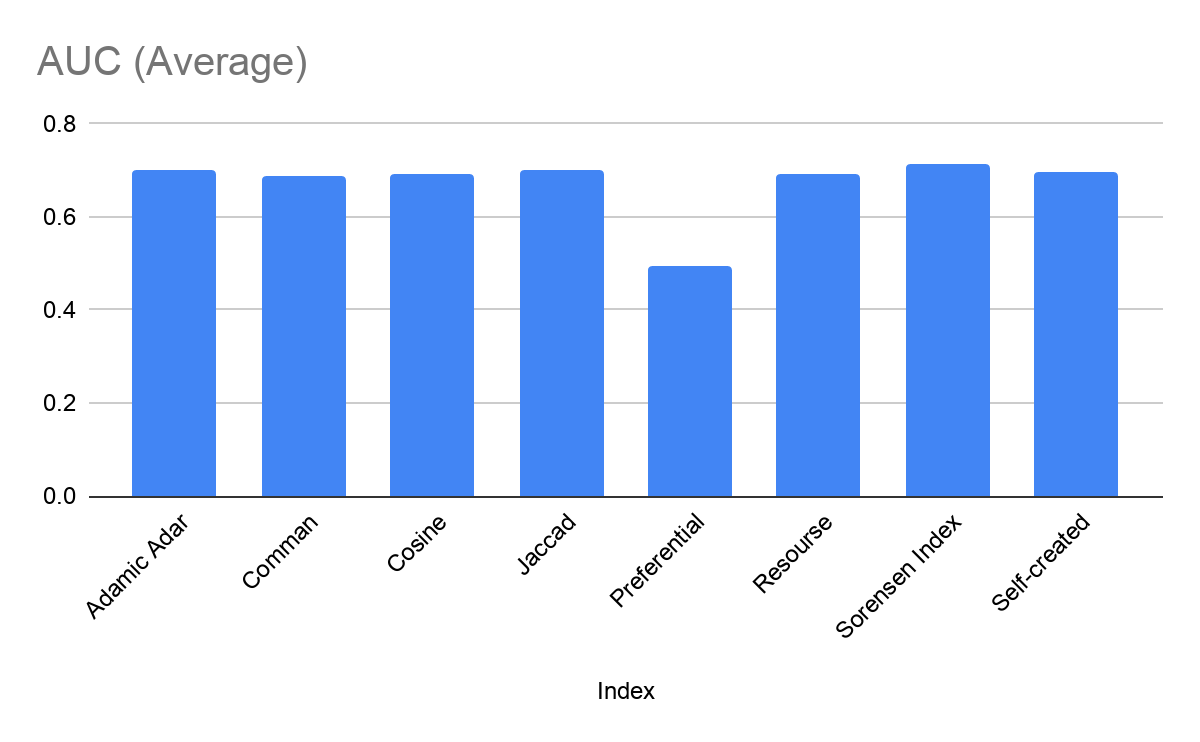 AUC (Average)
0.8
0.6
0.4
0.2
0.0
Adamic Adar
Comman
Cosine
Jaccad
Preferential
Resourse
Sorensen Index
Self-created
Index